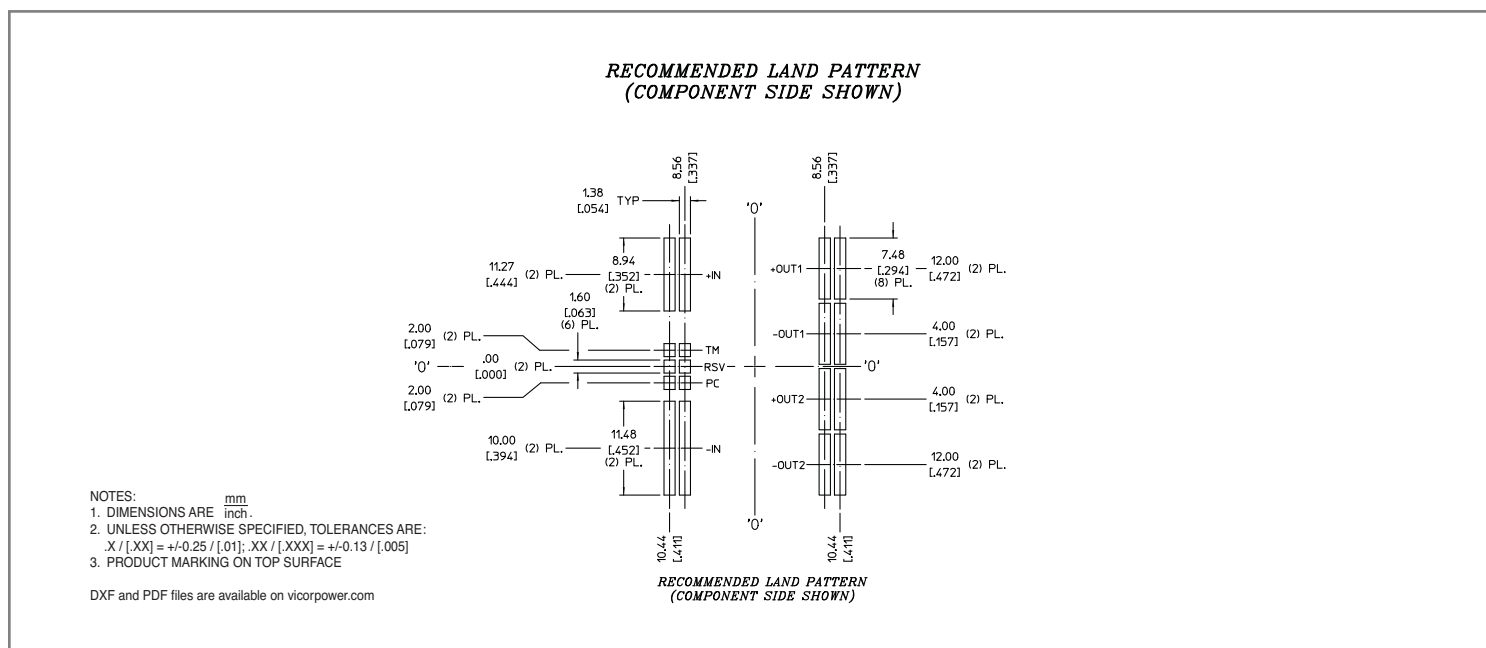 RECOMMENDED LAND PATTERN
(COMPONENT SIDE SHOWN)
8.56
[.337]
8.56
[.337]
1.38
[.054]
TYP
'0'
11.27
[.444]
(2) PL.
8.94
[.352]
(2) PL.
+IN
+OUT1
7.48
[.294]
(8) PL.
12.00
[.472]
(2) PL.
1.60
[.063]
(6) PL.
2.00
[.079]
(2) PL.
TM
-OUT1
4.00
[.157]
(2) PL.
'0'
.00
[.000]
(2) PL.
RSV
'0'
2.00
[.079]
(2) PL.
PC
+OUT2
4.00
[.157]
(2) PL.
10.00
[.394]
(2) PL.
11.48
[.452]
(2) PL.
-IN
-OUT2
12.00
[.472]
(2) PL.
'0'
10.44
[.411]
10.44
[.411]
RECOMMENDED LAND PATTERN
(COMPONENT SIDE SHOWN)
NOTES:
1. DIMENSIONS ARE mm
inch.
2. UNLESS OTHERWISE SPECIFIED, TOLERANCES ARE:
.X / [.XX] = +/-0.25 / [.01]; .XX / [.XXX] = +/-0.13 / [.005]
3. PRODUCT MARKING ON TOP SURFACE
DXF and PDF files are available on vicorpower.com